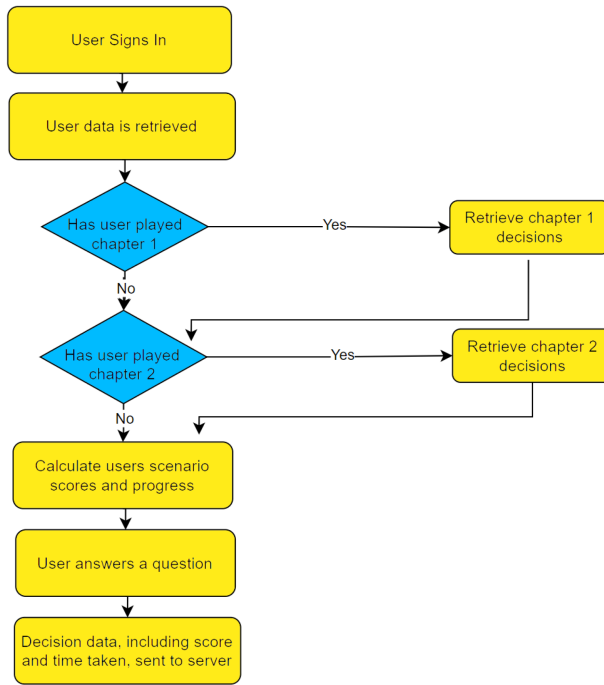 User Signs In
User data is retrieved
Has user played
chapter 1
Yes
Retrieve chapter 1
decisions
No
Has user played
chapter 2
Yes
Retrieve chapter 2
decisions
No
Calculate users scenario
scores and progress
User answers a question
Decision data, including score
and time taken, sent to server